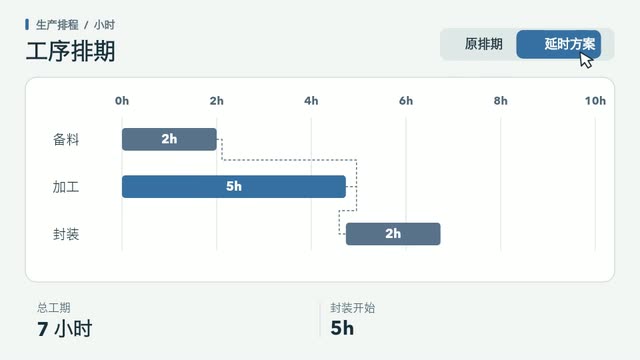 生产排程 / 小时
工序排期
原排期
延时方案
0h 2h 4h 6h 8h 10h
备料 2h
加工 5h
封装 2h
总工期
7 小时
封装开始
5h